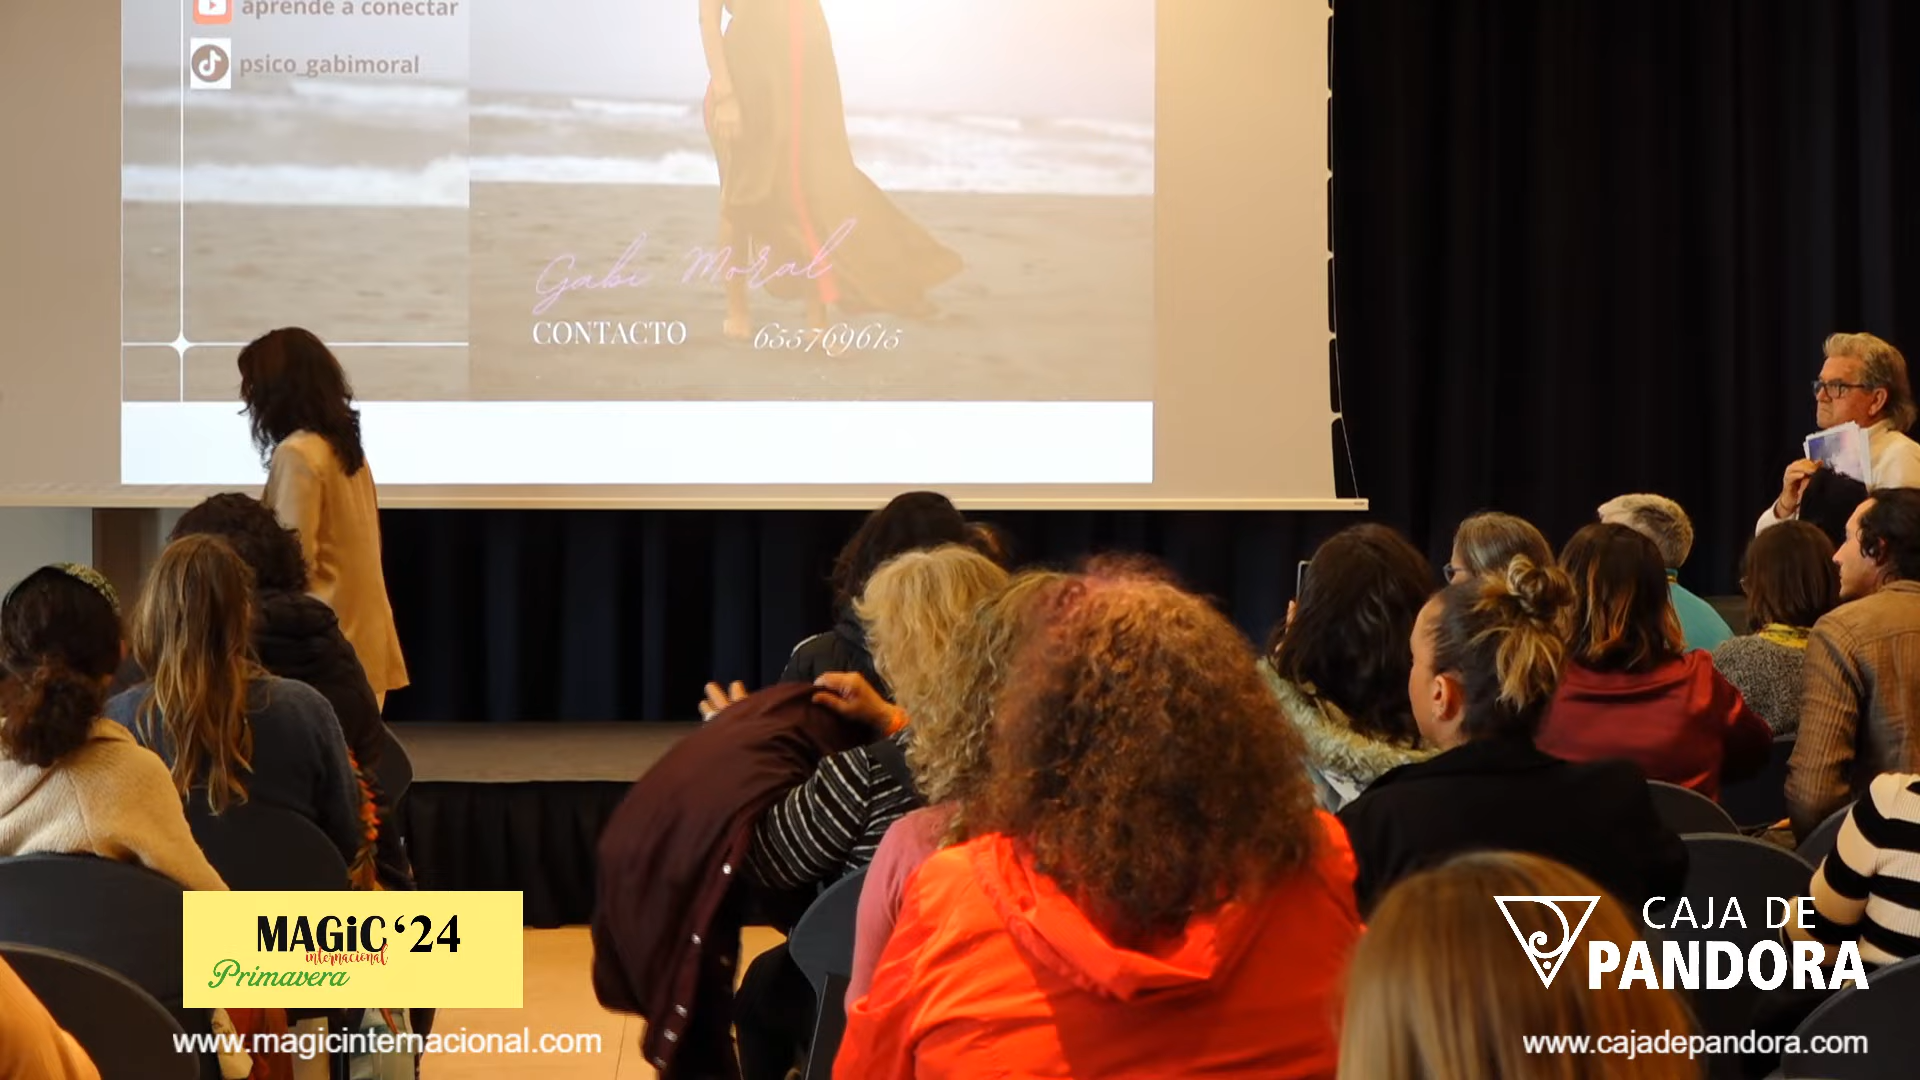 aprende a conectar
psico_gabimoral
Gabi Moral
CONTACTO 655769615
MAGiC '24
internacional
Primavera
www.magicinternacional.com
CAJA DE
PANDORA
www.cajadepandora.com